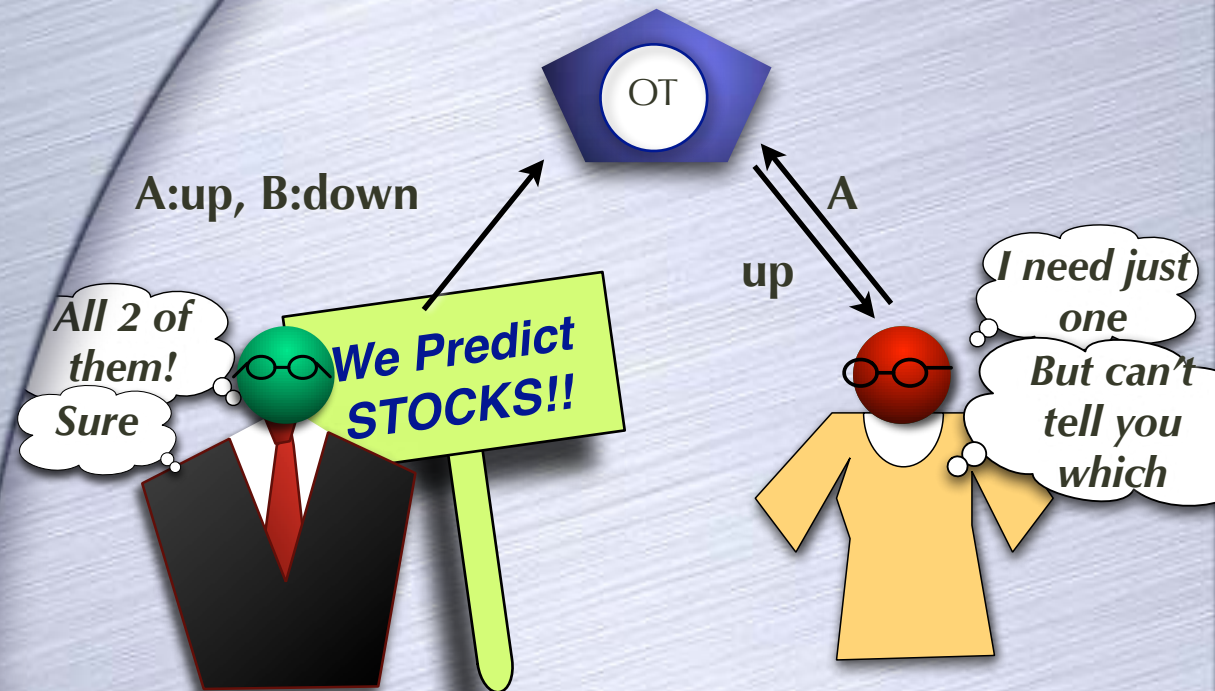 OT
A:up, B:down
A
up
All 2 of
them!
Sure
We Predict
STOCKS!!
I need just
one
But can't
tell you
which